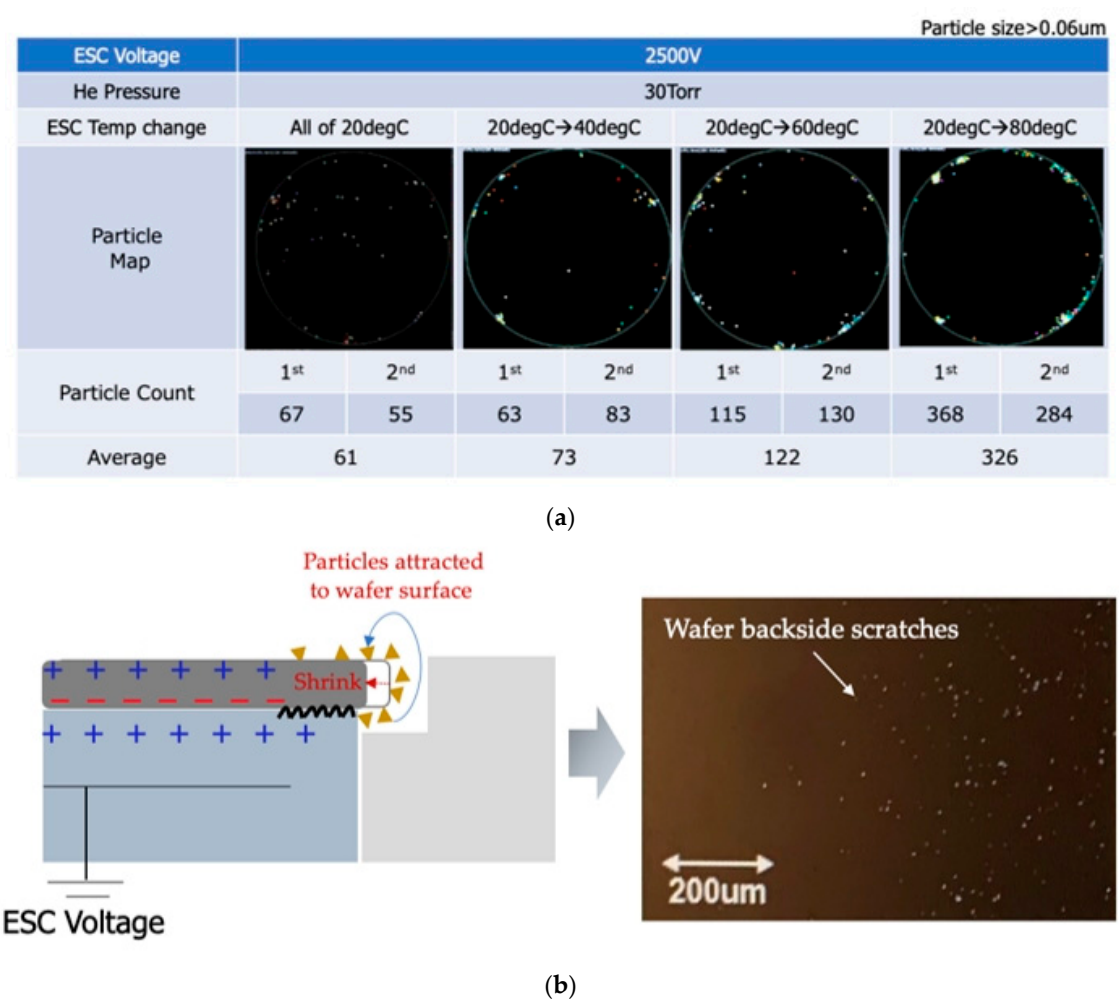 Particle size>0.06um
ESC Voltage 2500V
He Pressure 30Torr
ESC Temp change All of 20degC 20degC→40degC 20degC→60degC 20degC→80degC
Particle
Map
Particle Count
1st 2nd 1st 2nd 1st 2nd 1st 2nd
67 55 63 83 115 130 368 284
Average 61 73 122 326
(a)
Particles attracted
to wafer surface
Shrink
ESC Voltage
Wafer backside scratches
200um
(b)